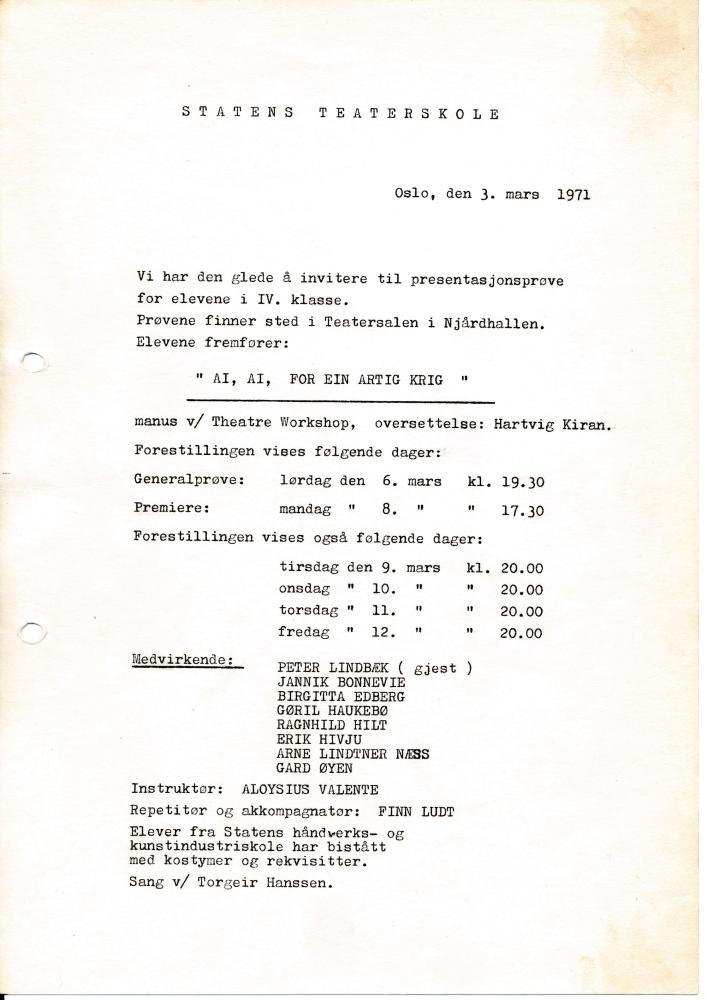 STATENS TEATERSKOLE
Oslo, den 3. mars 1971
Vi har den glede å invitere til presentasjonsprøve
for elevene i IV. klasse.
Prøvene finner sted i Teatersalen i Njårdhallen.
Elevene fremfører:
" AI, AI, FOR EIN ARTIG KRIG "
manus v/ Theatre Workshop, oversettelse: Hartvig Kiran.
Forestillingen vises følgende dager:
Generalprøve: lørdag den 6. mars kl. 19.30
Premiere: mandag " 8. " " 17.30
Forestillingen vises også følgende dager:
tirsdag den 9. mars kl. 20.00
onsdag " 10. " " 20.00
torsdag " 11. " " 20.00
fredag " 12. " " 20.00
Medvirkende: PETER LINDBÆK ( gjest )
JANNIK BONNEVIE
BIRGITTA EDBERG
GØRIL HAUKEBØ
RAGNHILD HILT
ERIK HIVJU
ARNE LINDTNER NÆSS
GARD ØYEN
Instruktør: ALOYSIUS VALENTE
Repetitør og akkompagnatør: FINN LUDT
Elever fra Statens håndverks- og
kunstindustriskole har bistått
med kostymer og rekvisitter.
Sang v/ Torgeir Hanssen.